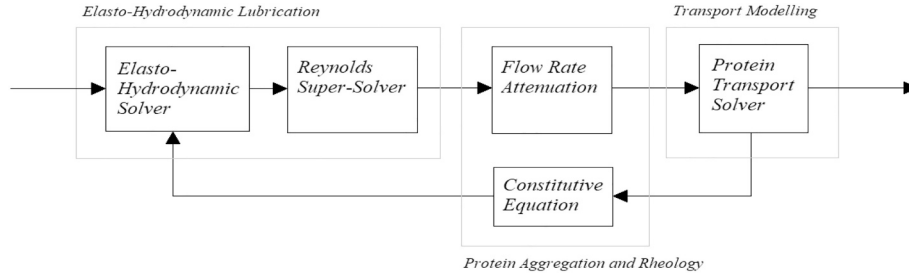 Elasto-Hydrodynamic Lubrication
Transport Modelling
Elasto-
Hydrodynamic
Solver
Reynolds
Super-Solver
Flow Rate
Attenuation
Protein
Transport
Solver
Constitutive
Equation
Protein Aggregation and Rheology